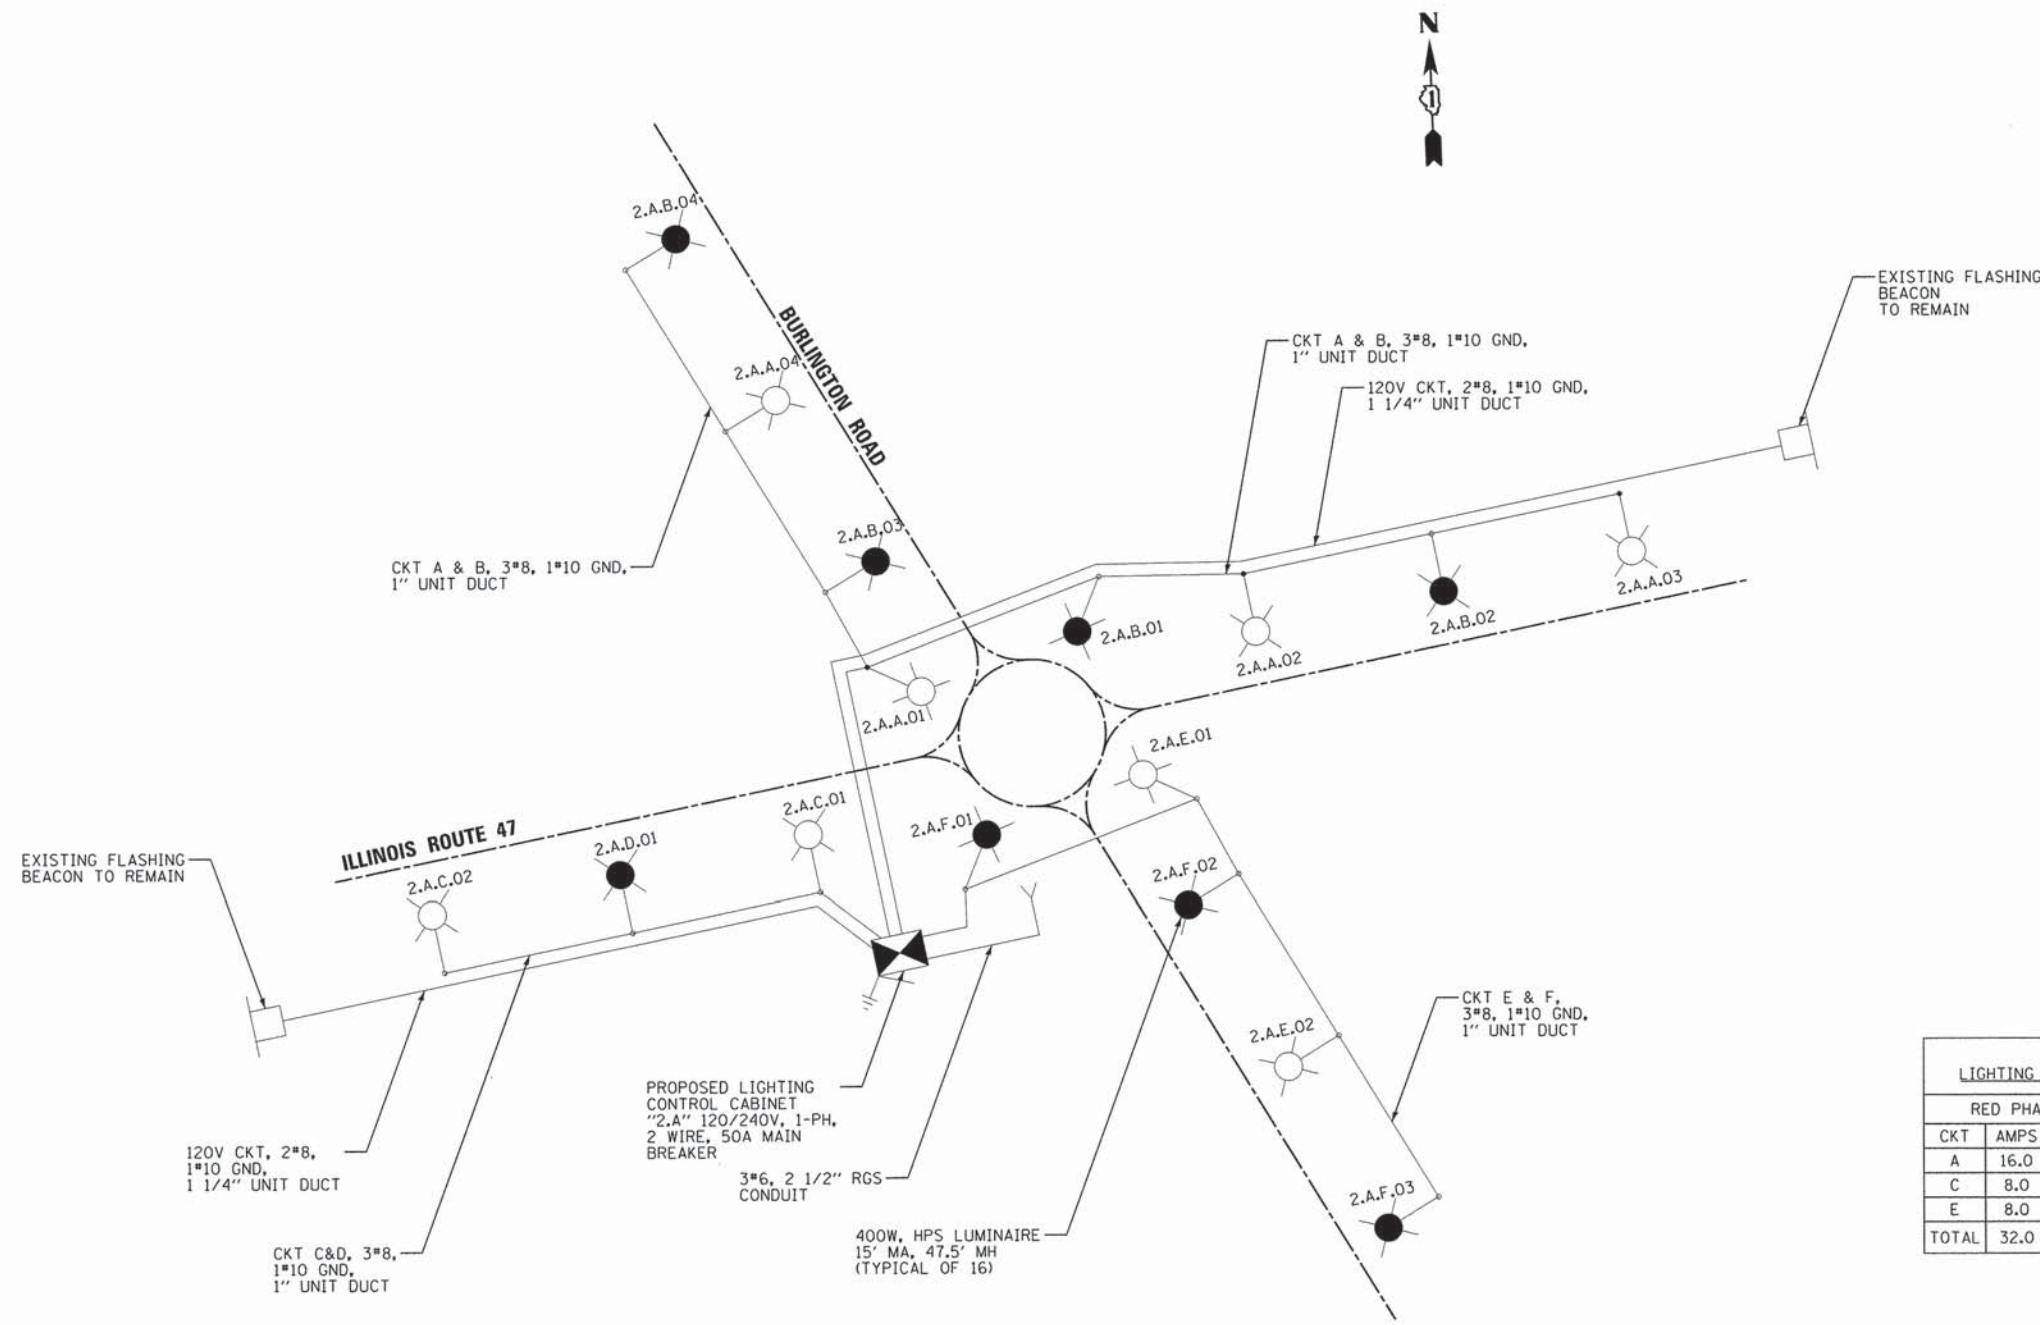 N
1
2.A.B.04
BURLINGTON ROAD
2.A.A.04
2.A.B.03
EXISTING FLASHING
BEACON
TO REMAIN
CKT A & B, 3#8, 1#10 GND,
1" UNIT DUCT
120V CKT, 2#8, 1#10 GND,
1 1/4" UNIT DUCT
CKT A & B, 3#8, 1#10 GND,
1" UNIT DUCT
2.A.A.03
2.A.B.02
2.A.B.01
2.A.A.02
2.A.A.01
2.A.E.01
2.A.C.01
2.A.F.01
ILLINOIS ROUTE 47
2.A.D.01
2.A.C.02
EXISTING FLASHING
BEACON TO REMAIN
2.A.F.02
2.A.E.02
CKT E & F,
3#8, 1#10 GND,
1" UNIT DUCT
PROPOSED LIGHTING
CONTROL CABINET
"2.A" 120/240V, 1-PH,
2 WIRE, 50A MAIN
BREAKER
120V CKT, 2#8,
1#10 GND,
1 1/4" UNIT DUCT
3#6, 2 1/2" RGS
CONDUIT
2.A.F.03
400W, HPS LUMINAIRE
15' MA, 47.5' MH
(TYPICAL OF 16)
CKT C&D, 3#8,
1#10 GND,
1" UNIT DUCT
LIGHTING
RED PHA
CKT AMPS
A 16.0
C 8.0
E 8.0
TOTAL 32.0